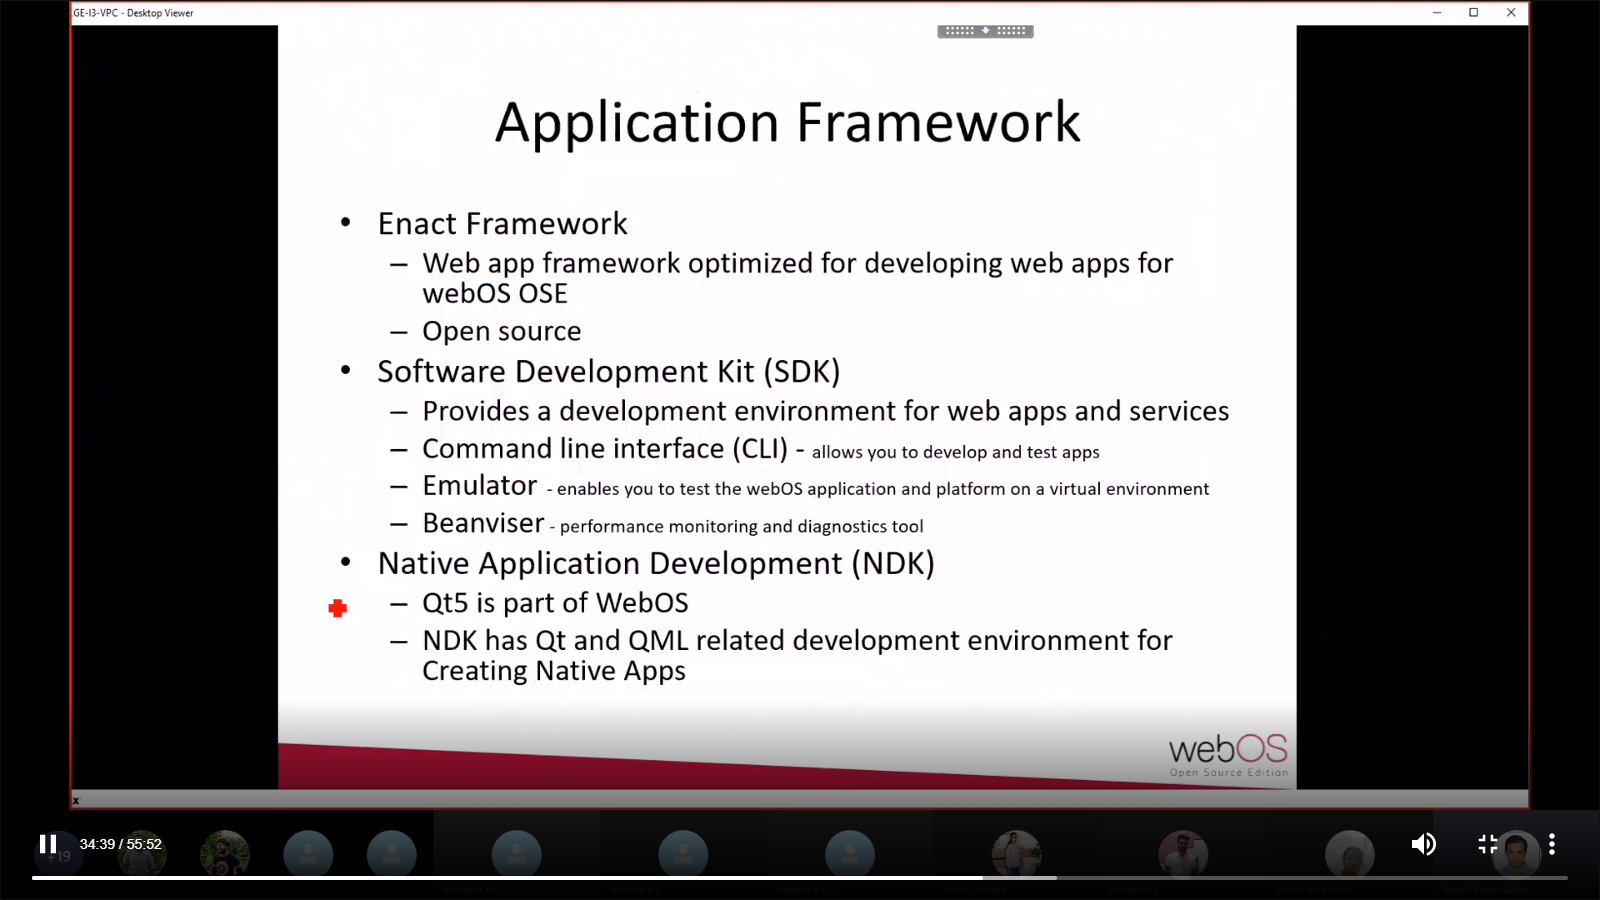 .GE-I3-VPC - Desktop Viewer
Application Framework
• Enact Framework
– Web app framework optimized for developing web apps for
webOS OSE
– Open source
• Software Development Kit (SDK)
– Provides a development environment for web apps and services
– Command line interface (CLI) - allows you to develop and test apps
– Emulator - enables you to test the webOS application and platform on a virtual environment
– Beanviser - performance monitoring and diagnostics tool
• Native Application Development (NDK)
– Qt5 is part of WebOS
– NDK has Qt and QML related development environment for
Creating Native Apps
webOS
Open Source Edition
x
+19
34:39 / 55:52